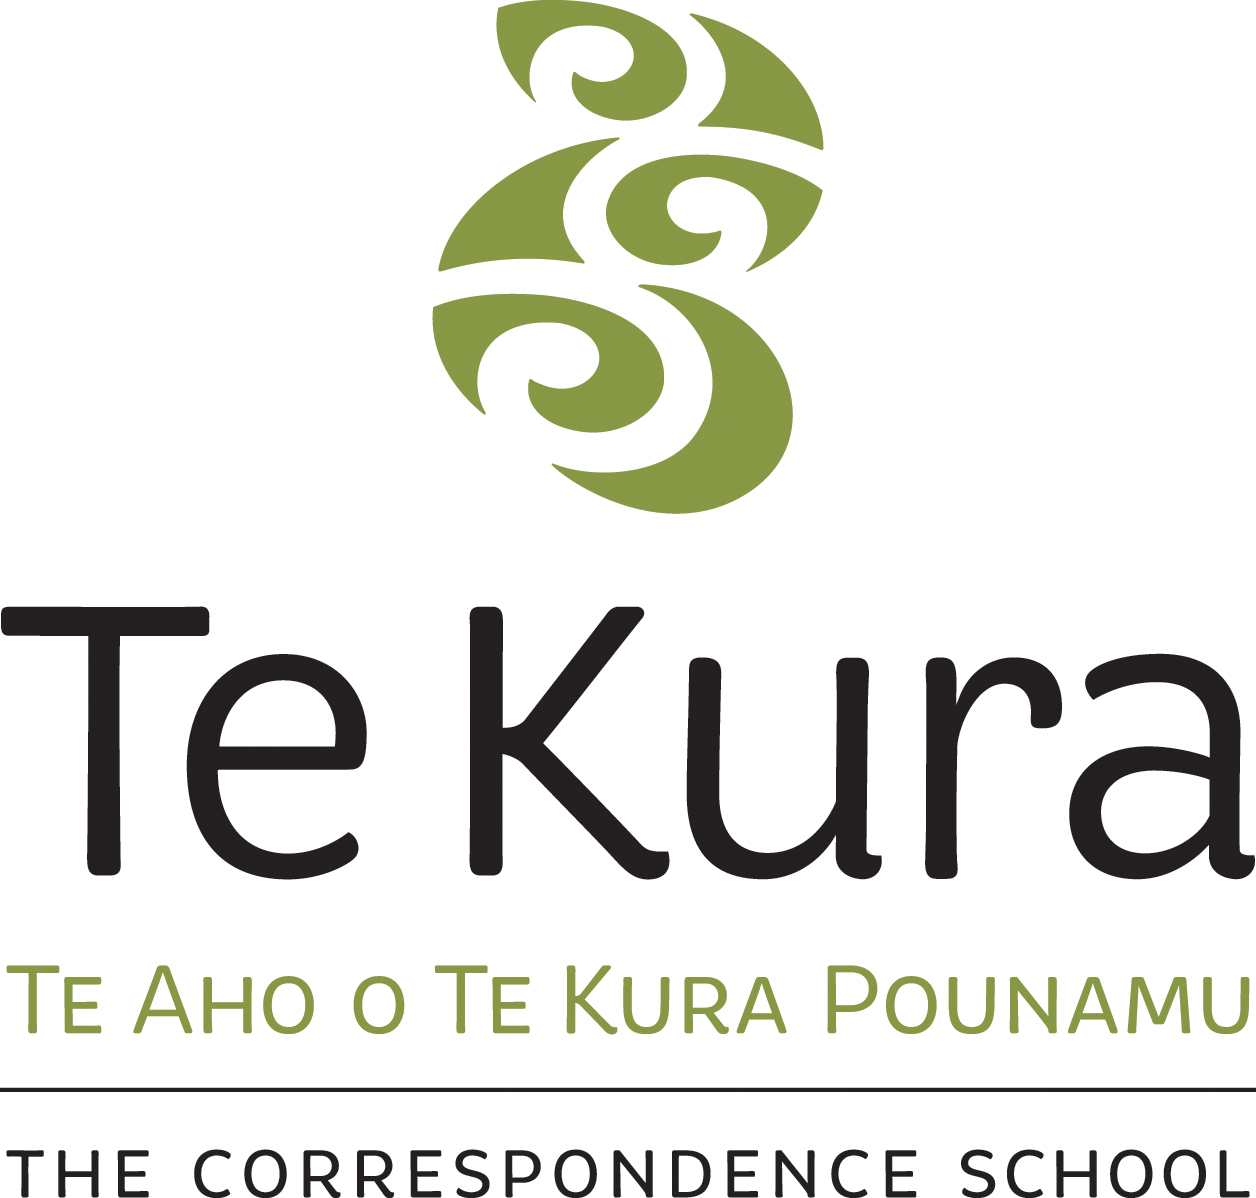 Te Kura
Te Aho o Te Kura Pounamu
THE CORRESPONDENCE SCHOOL